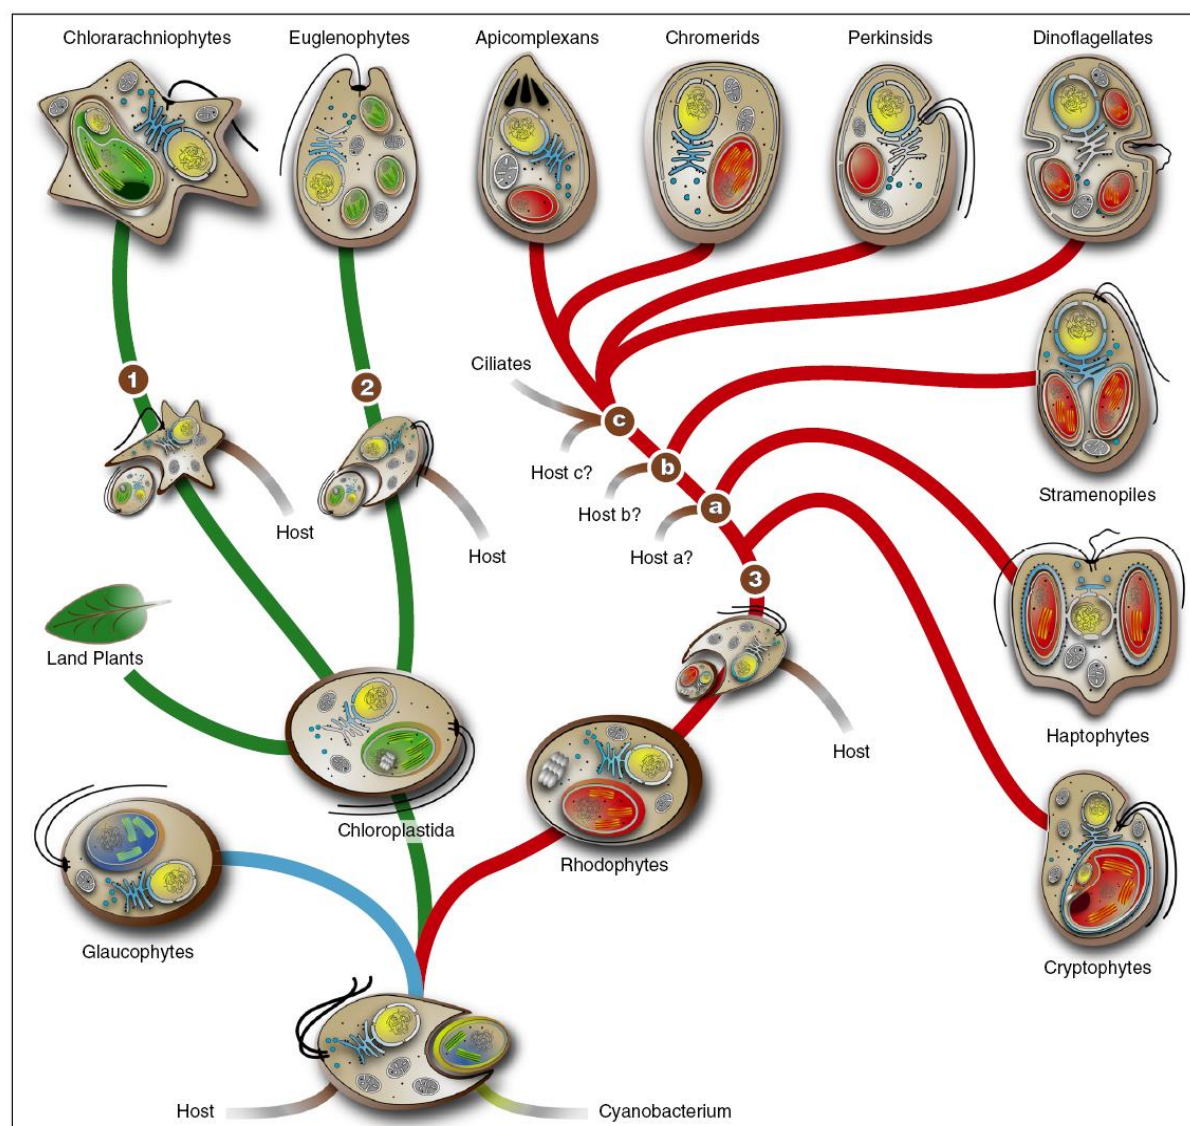 Chlorarachniophytes
Euglenophytes
Apicomplexans
Chromerids
Perkinsids
Dinoflagellates
1
2
Ciliates
c
Host c?
b
Host b?
a
Host a?
Stramenopiles
Host
Host
3
Land Plants
Host
Haptophytes
Chloroplastida
Rhodophytes
Glaucophytes
Cryptophytes
Host
Cyanobacterium